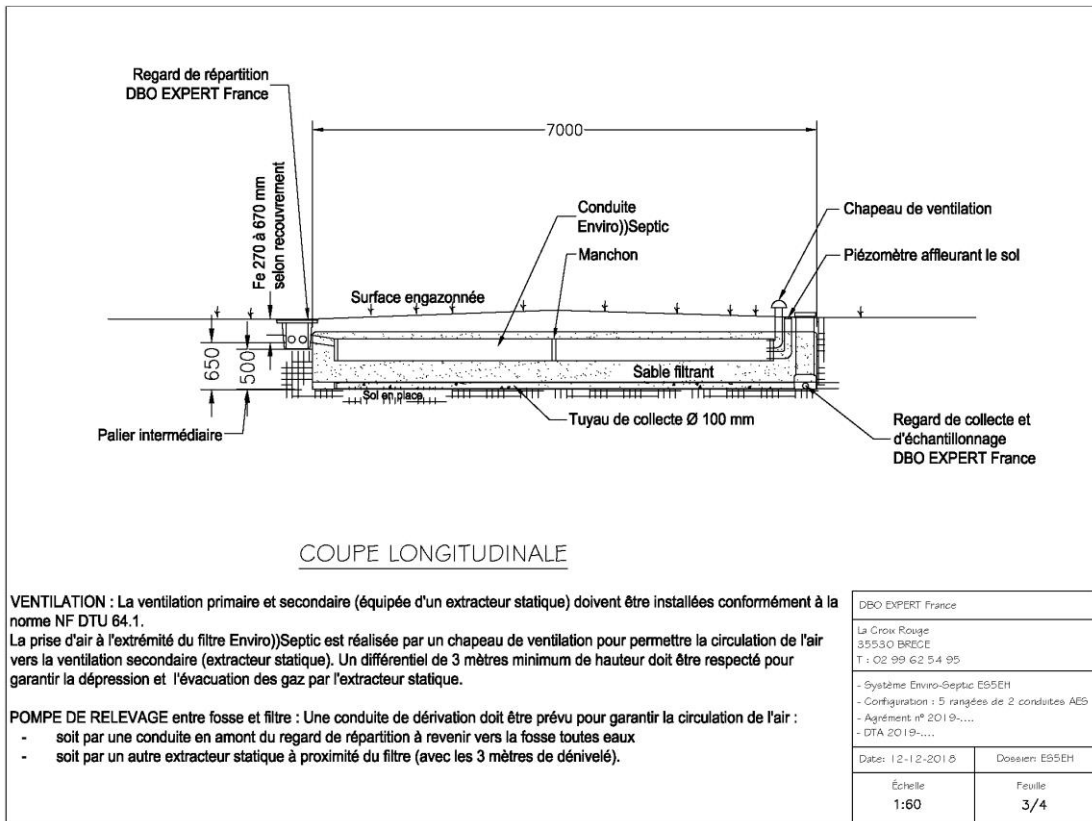 Regard de répartition
DBO EXPERT France
7000
Fe 270 à 670 mm
selon recouvrement
Conduite
Enviro))Septic
Manchon
Chapeau de ventilation
Piézomètre affleurant le sol
Surface engazonnée
650
500
Sable filtrant
Sol en place
Palier intermédiaire
Tuyau de collecte Ø 100 mm
Regard de collecte et
d'échantillonnage
DBO EXPERT France
COUPE LONGITUDINALE
VENTILATION : La ventilation primaire et secondaire (équipée d'un extracteur statique) doivent être installées conformément à la
norme NF DTU 64.1.
La prise d'air à l'extrémité du filtre Enviro))Septic est réalisée par un chapeau de ventilation pour permettre la circulation de l'air
vers la ventilation secondaire (extracteur statique). Un différentiel de 3 mètres minimum de hauteur doit être respecté pour
garantir la dépression et l'évacuation des gaz par l'extracteur statique.
POMPE DE RELEVAGE entre fosse et filtre : Une conduite de dérivation doit être prévu pour garantir la circulation de l'air :
- soit par une conduite en amont du regard de répartition à revenir vers la fosse toutes eaux
- soit par un autre extracteur statique à proximité du filtre (avec les 3 mètres de dénivelé).
DBO EXPERT France
La Croix Rouge
35530 BRECE
T : 02 99 62 54 95
- Système Enviro-Septic ES5EH
- Configuration : 5 rangées de 2 conduites AES
- Agrément n° 2019-....
- DTA 2019-....
Date: 12-12-2018
Dossier: ES5EH
Échelle
1:60
Feuille
3/4